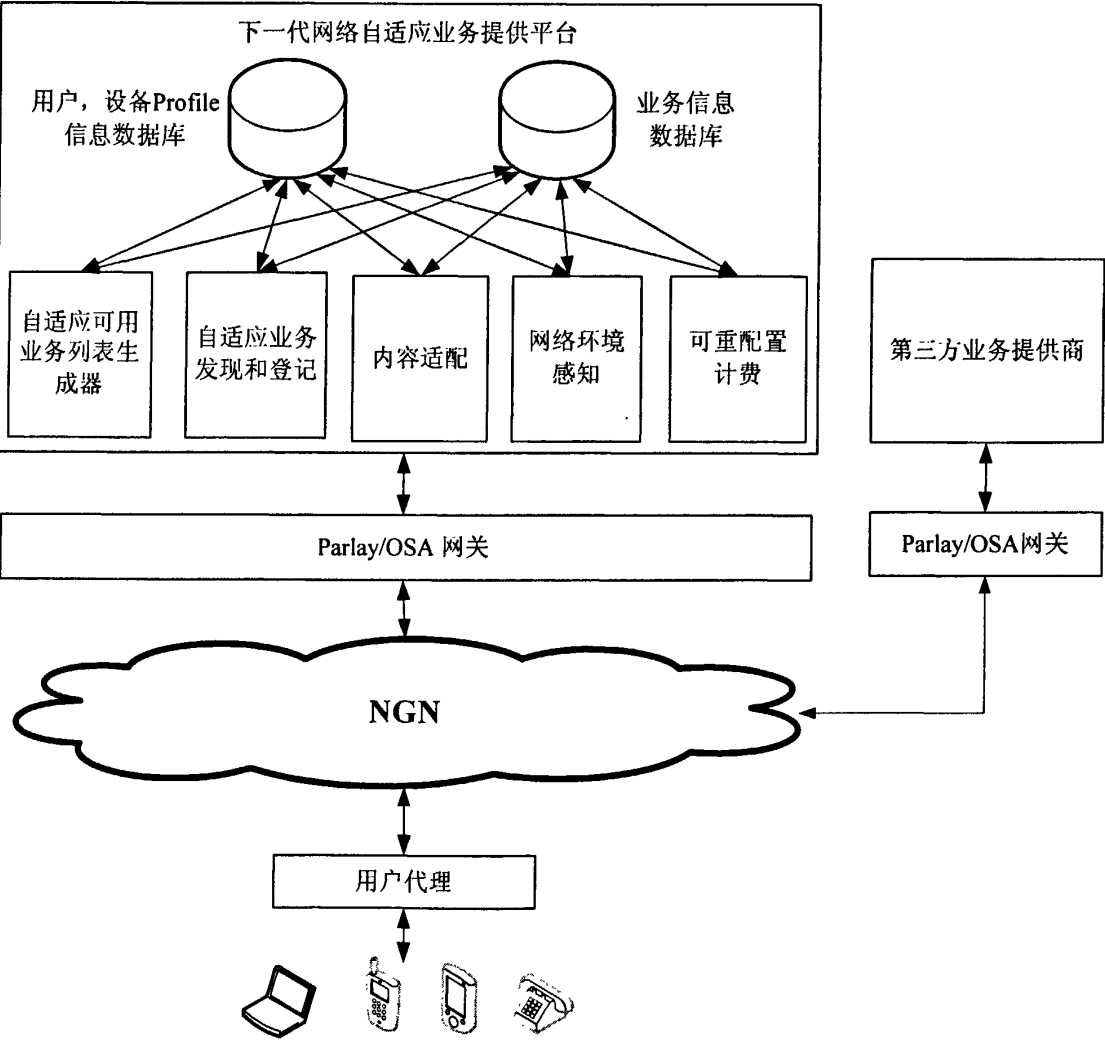 下一代网络自适应业务提供平台
用户，设备Profile
信息数据库
业务信息
数据库
自适应可用
业务列表生
成器
自适应业务
发现和登记
内容适配
网络环境
感知
可重配置
计费
第三方业务提供商
Parlay/OSA 网关
Parlay/OSA网关
NGN
用户代理